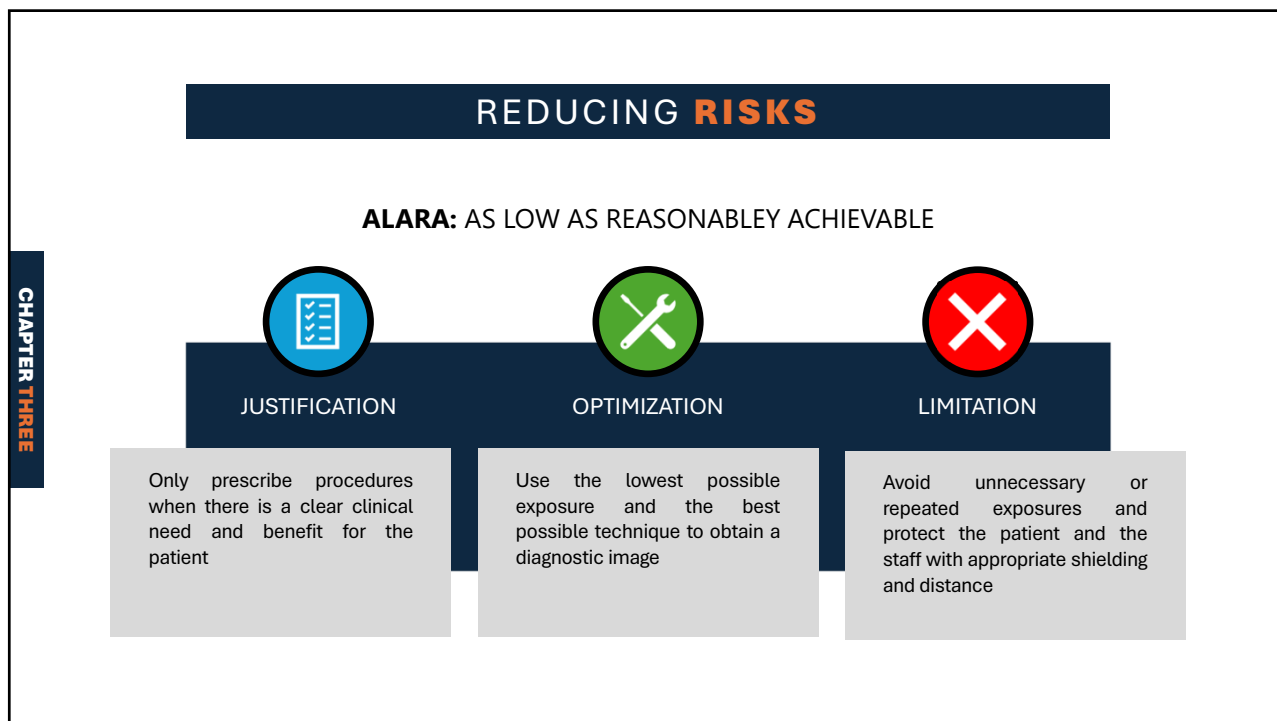 REDUCING RISKS
ALARA: AS LOW AS REASONABLEY ACHIEVABLE
CHAPTER THREE
JUSTIFICATION
Only prescribe procedures
when there is a clear clinical
need and benefit for the
patient
OPTIMIZATION
Use the lowest possible
exposure and the best
possible technique to obtain a
diagnostic image
LIMITATION
Avoid unnecessary or
repeated exposures and
protect the patient and the
staff with appropriate shielding
and distance